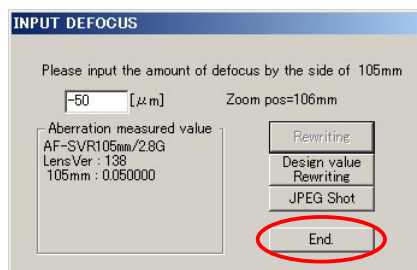 INPUT DEFOCUS
Please input the amount of defocus by the side of 105mm
-50 [μm] Zoom pos=106mm
Aberration measured value
AF-SVR105mm/2.8G
LensVer : 138
105mm : 0.050000
Rewriting
Design value
Rewriting
JPEG Shot
End.